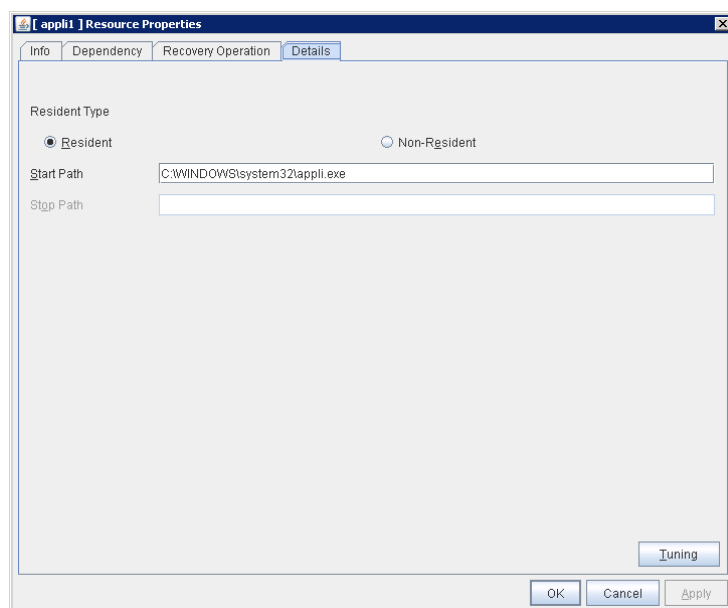 [ appli1 ] Resource Properties
Info Dependency Recovery Operation Details
Resident Type
Resident Non-Resident
Start Path C:\WINDOWS\system32\appli.exe
Stop Path
Tuning
OK Cancel Apply